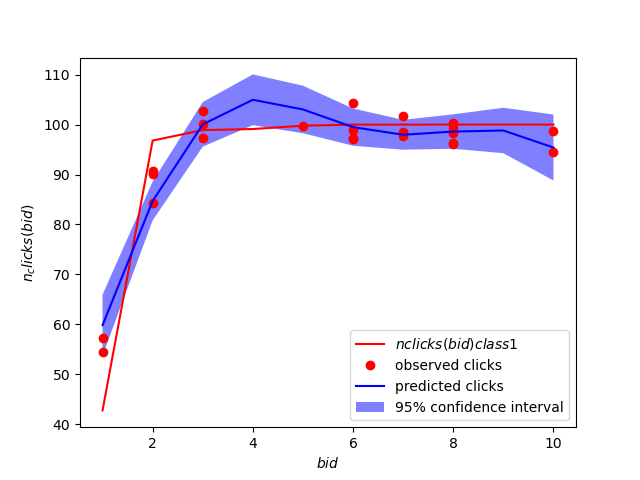 110
100
90
80
70
60
50
40
n_clicks(bid)
2
4
6
8
10
bid
nclicks(bid)class1
observed clicks
predicted clicks
95% confidence interval